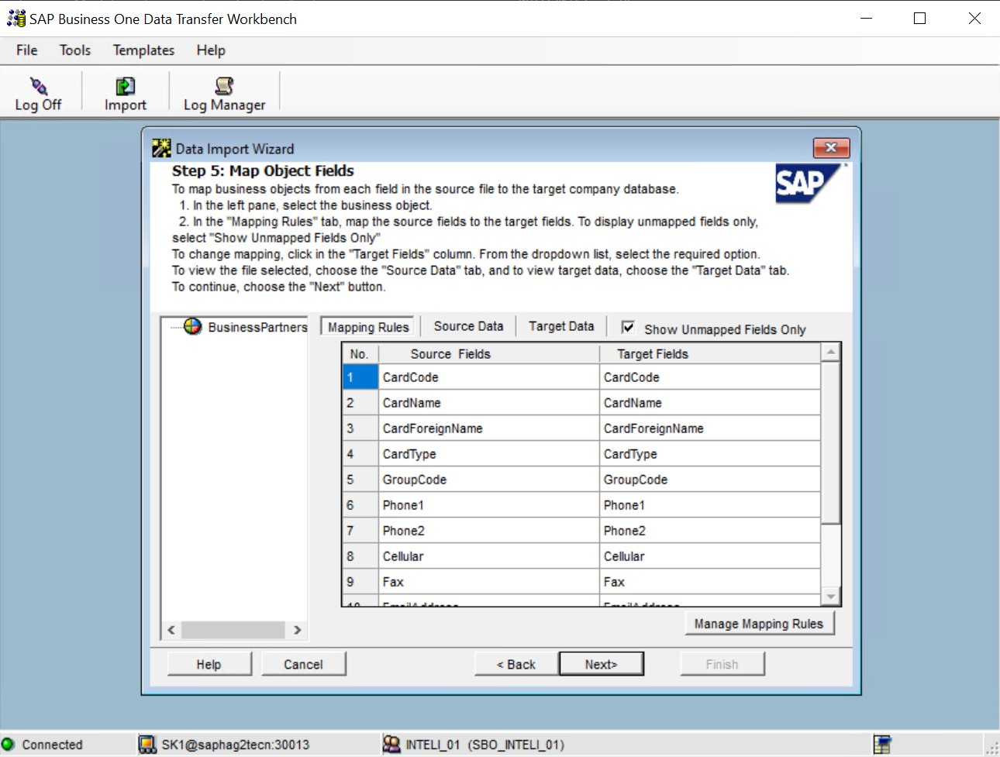 SAP Business One Data Transfer Workbench
File Tools Templates Help
Log Off Import Log Manager
Data Import Wizard
Step 5: Map Object Fields
SAP
To map business objects from each field in the source file to the target company database.
1. In the left pane, select the business object.
2. In the "Mapping Rules" tab, map the source fields to the target fields. To display unmapped fields only,
select "Show Unmapped Fields Only"
To change mapping, click in the "Target Fields" column. From the dropdown list, select the required option.
To view the file selected, choose the "Source Data" tab, and to view target data, choose the "Target Data" tab.
To continue, choose the "Next" button.
BusinessPartners
Mapping Rules Source Data Target Data Show Unmapped Fields Only
No. Source Fields Target Fields
1 CardCode CardCode
2 CardName CardName
3 CardForeignName CardForeignName
4 CardType CardType
5 GroupCode GroupCode
6 Phone1 Phone1
7 Phone2 Phone2
8 Cellular Cellular
9 Fax Fax
10 EmailAddress EmailAddress
Manage Mapping Rules
Help Cancel < Back Next> Finish
Connected SK1@saphag2tecn:30013 INTELI_01 (SBO_INTELI_01)